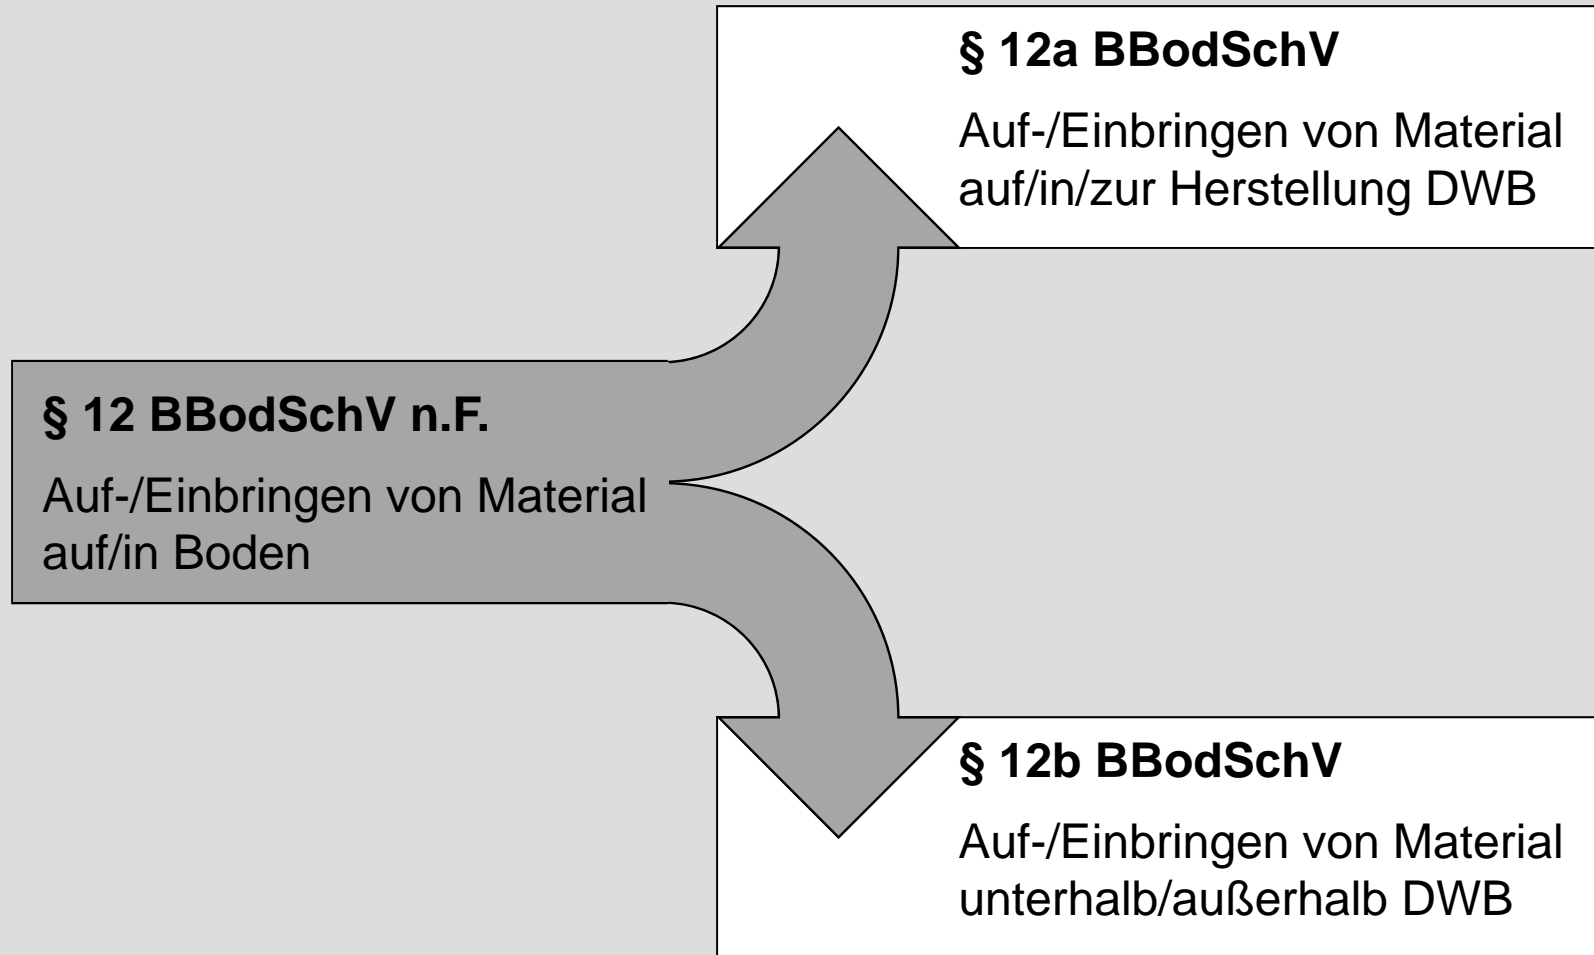 § 12a BBodSchV
Auf-/Einbringen von Material
auf/in/zur Herstellung DWB
§ 12 BBodSchV n.F.
Auf-/Einbringen von Material
auf/in Boden
§ 12b BBodSchV
Auf-/Einbringen von Material
unterhalb/außerhalb DWB